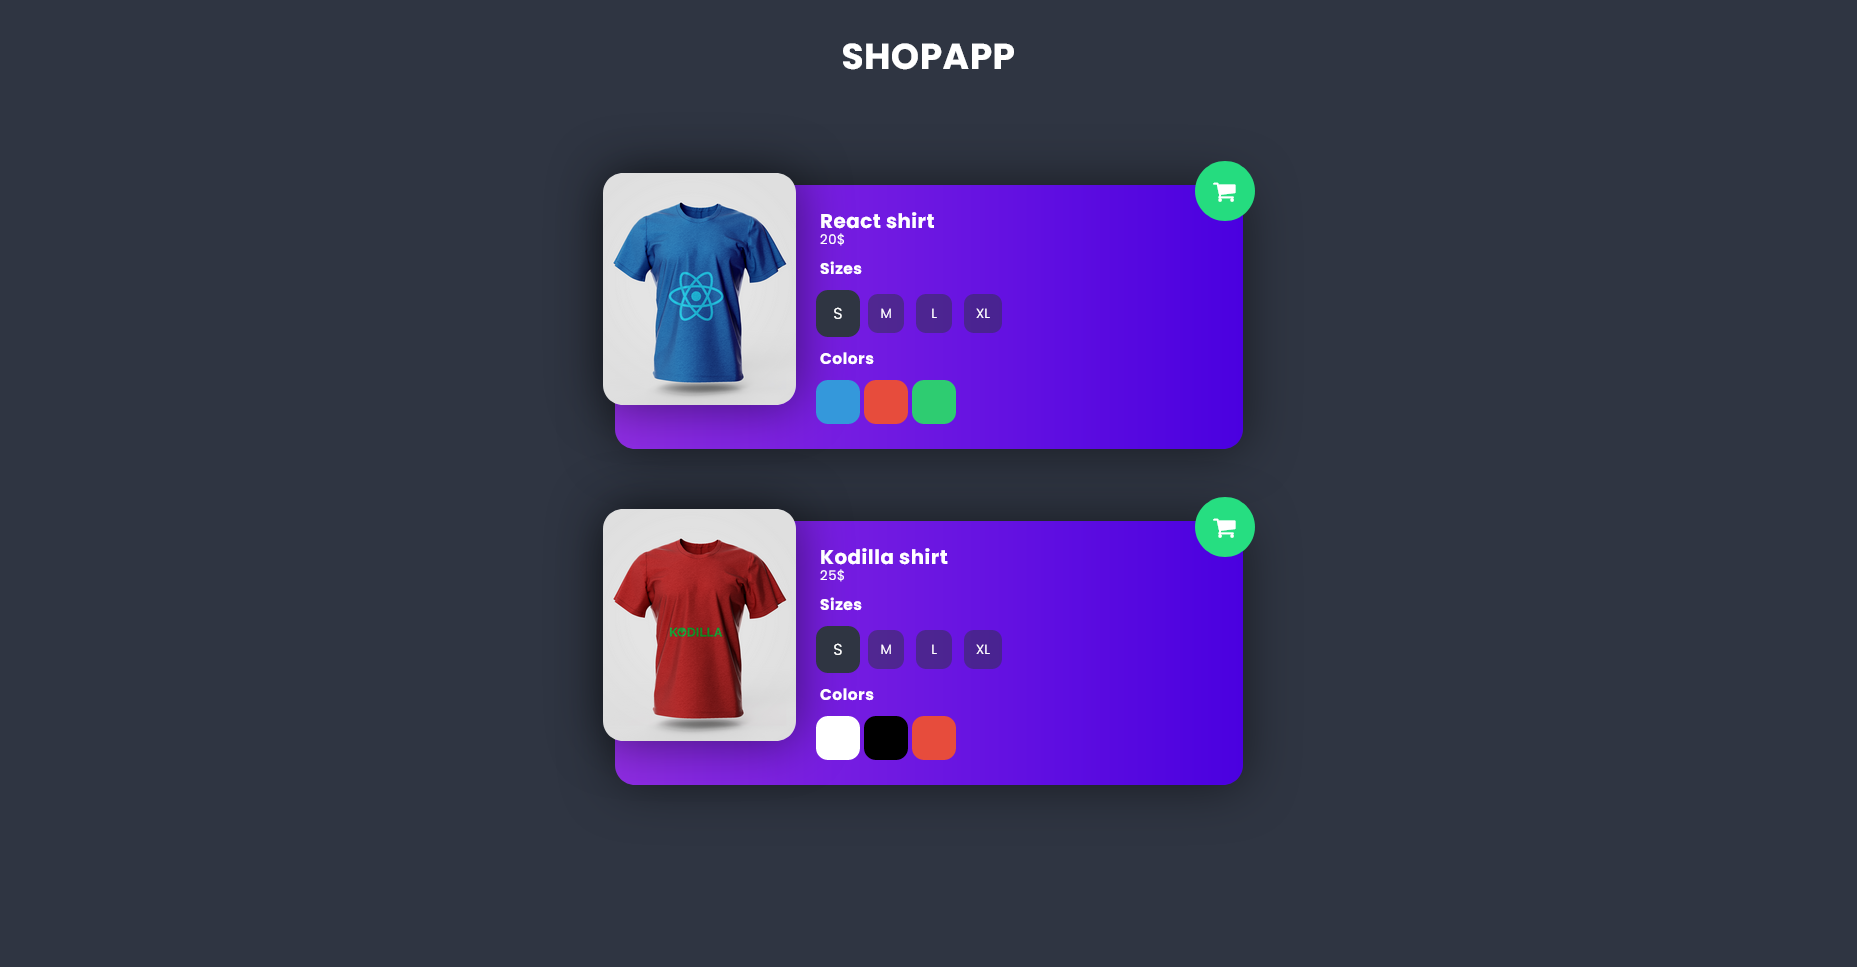 SHOPAPP
React shirt
20$
Sizes
S M L XL
Colors
Kodilla shirt
25$
Sizes
KODILLA
S M L XL
Colors